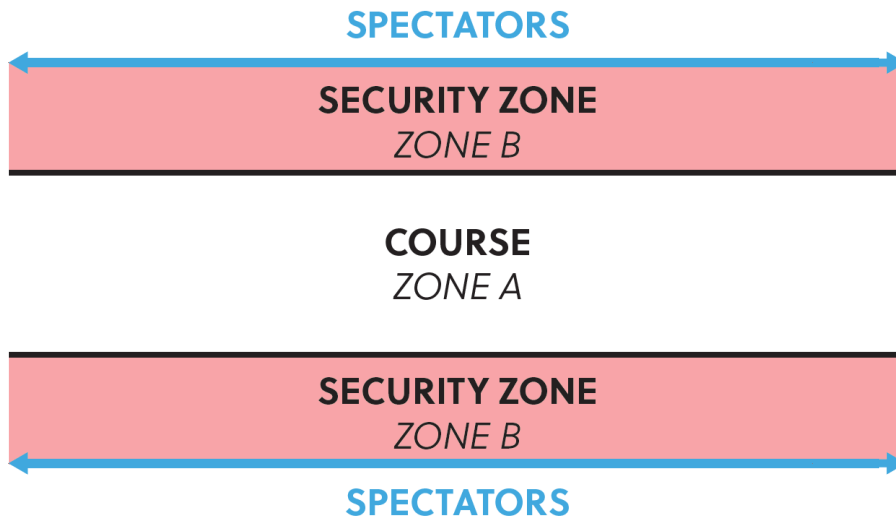 SPECTATORS
SECURITY ZONE
ZONE B
COURSE
ZONE A
SECURITY ZONE
ZONE B
SPECTATORS